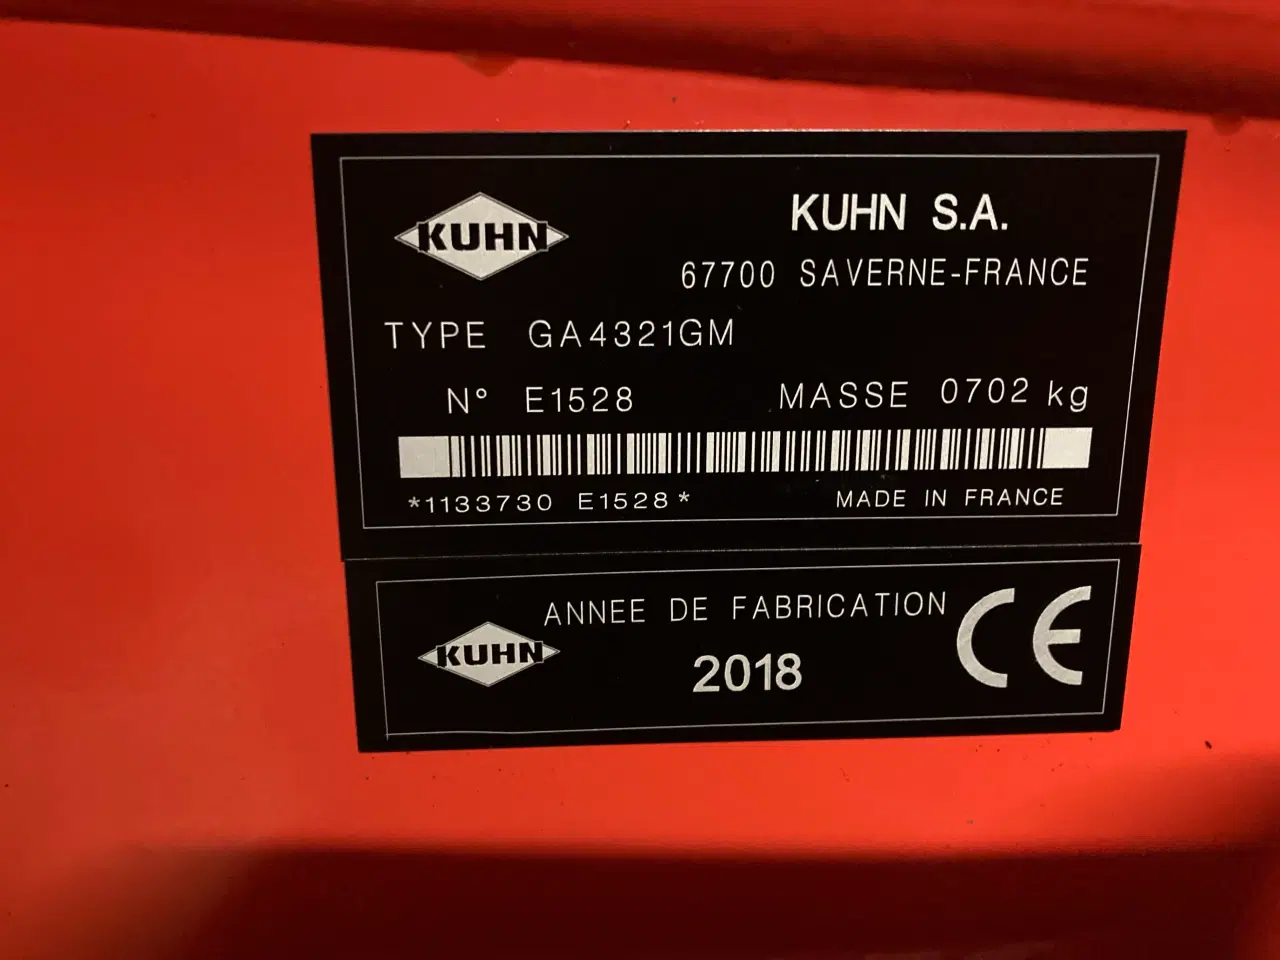 KUHN
KUHN S.A.
67700 SAVERNE-FRANCE
TYPE GA4321GM
N° E1528 MASSE 0702 kg
*1133730 E1528* MADE IN FRANCE
ANNEE DE FABRICATION
KUHN
2018
CE